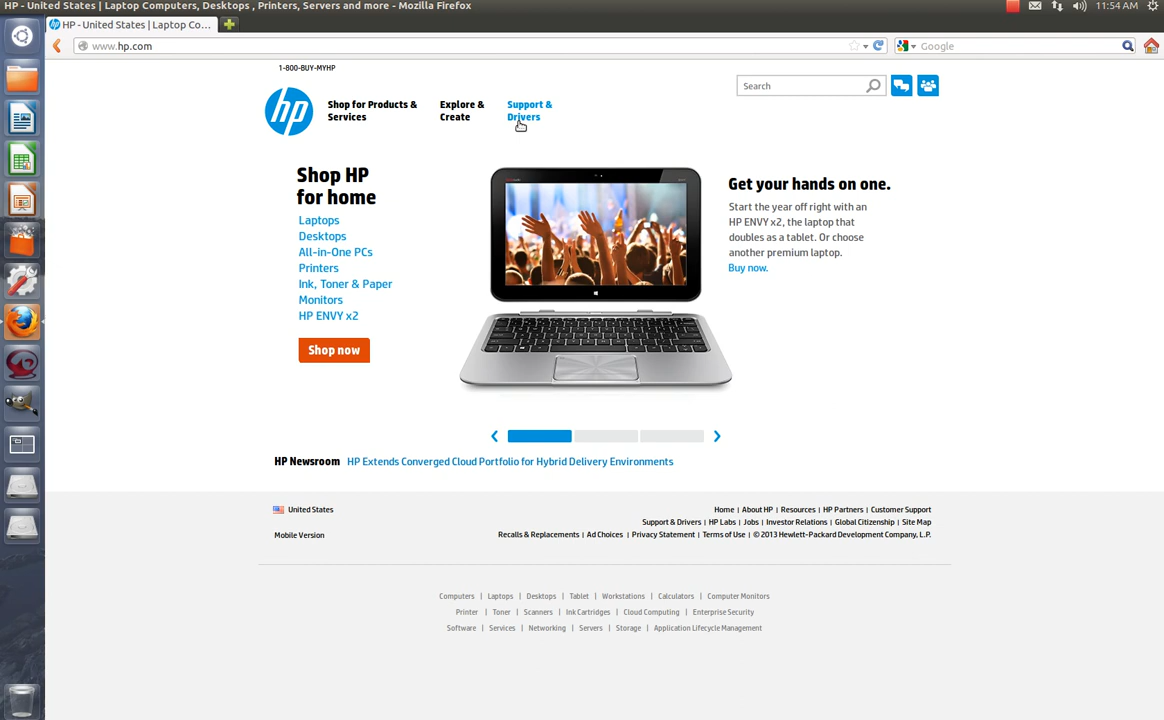 HP - United States | Laptop Computers, Desktops , Printers, Servers and more - Mozilla Firefox
11:54 AM
HP - United States | Laptop Co...
www.hp.com
Google
1-800-BUY-MYHP
Search
hp
Shop for Products & Services
Explore & Create
Support & Drivers
Shop HP
for home
Laptops
Desktops
All-in-One PCs
Printers
Ink, Toner & Paper
Monitors
HP ENVY x2
Shop now
Get your hands on one.
Start the year off right with an
HP ENVY x2, the laptop that
doubles as a tablet. Or choose
another premium laptop.
Buy now.
HP Newsroom HP Extends Converged Cloud Portfolio for Hybrid Delivery Environments
United States
Mobile Version
Home | About HP | Resources | HP Partners | Customer Support
Support & Drivers | HP Labs | Jobs | Investor Relations | Global Citizenship | Site Map
Recalls & Replacements | Ad Choices | Privacy Statement | Terms of Use | © 2013 Hewlett-Packard Development Company, L.P.
Computers | Laptops | Desktops | Tablet | Workstations | Calculators | Computer Monitors
Printer | Toner | Scanners | Ink Cartridges | Cloud Computing | Enterprise Security
Software | Services | Networking | Servers | Storage | Application Lifecycle Management